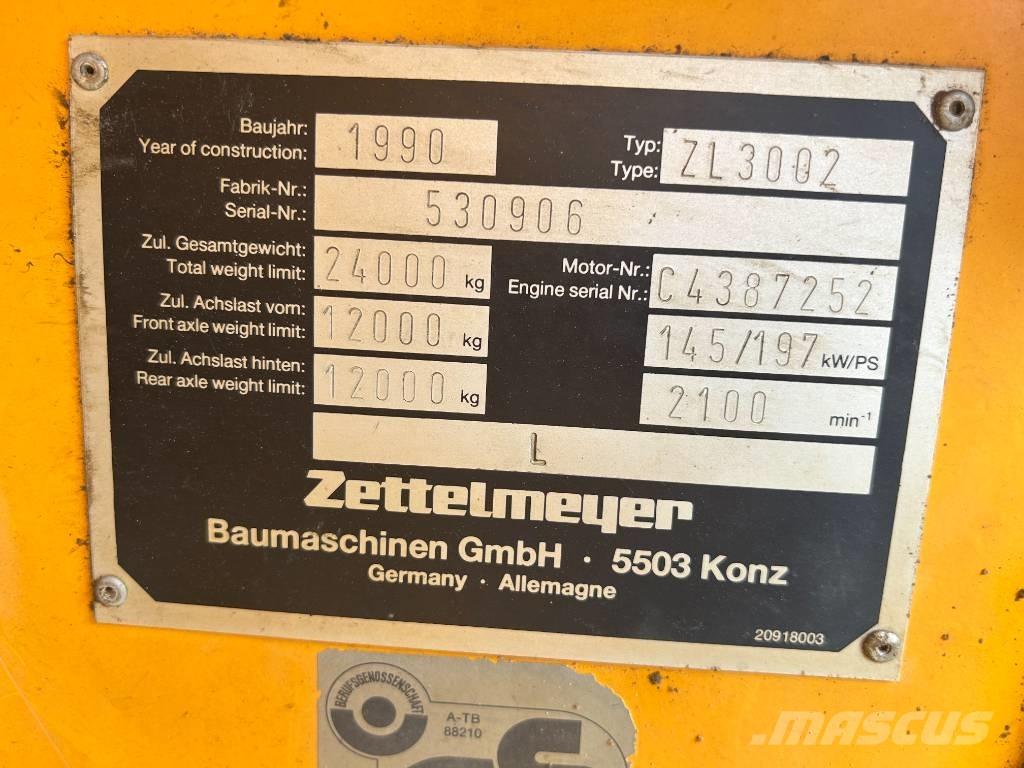 Baujahr:
Year of construction: 1990
Typ:
Type: ZL3002
Fabrik-Nr.:
Serial-Nr.: 530906
Zul. Gesamtgewicht:
Total weight limit: 24000 kg
Motor-Nr.:
Engine serial Nr.: C4387252
Zul. Achslast vorn:
Front axle weight limit: 12000 kg
145/197 kW/PS
Zul. Achslast hinten:
Rear axle weight limit: 12000 kg
2100 min⁻¹
L
Zettelmeyer
Baumaschinen GmbH · 5503 Konz
Germany · Allemagne
20918003
BERUFSGENOSSENSCHAFT
A-TB
88210
MASCUS